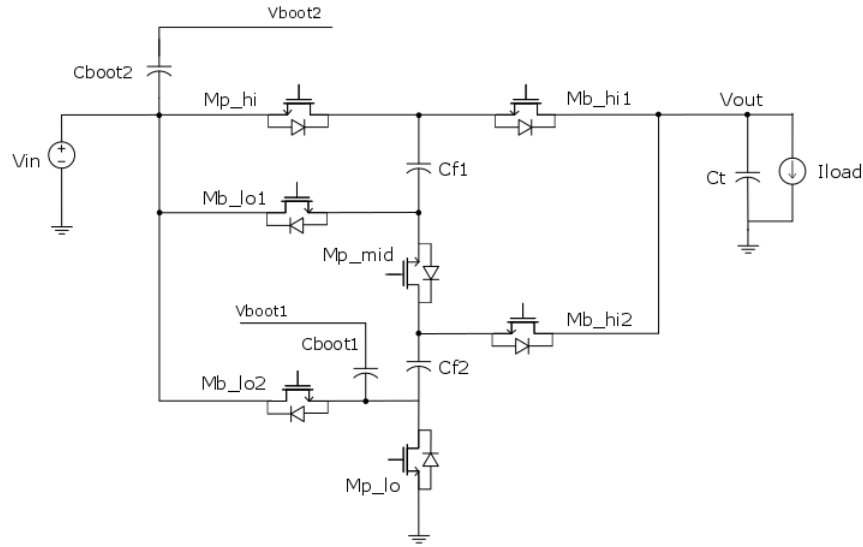 Vboot2
Cboot2
Mp_hi
Mb_hi1
Vout
Vin
Cf1
Ct
Iload
Mb_lo1
Mp_mid
Vboot1
Mb_hi2
Cboot1
Cf2
Mb_lo2
Mp_lo